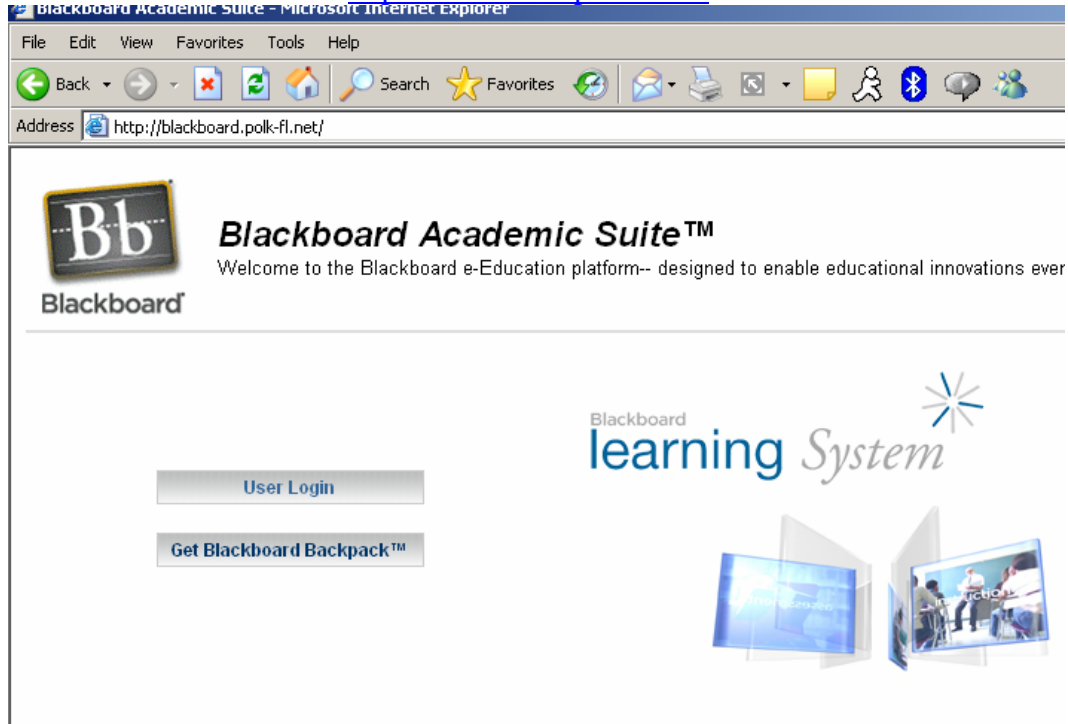 Blackboard Academic Suite - Microsoft Internet Explorer
File Edit View Favorites Tools Help
Back Search Favorites
Address http://blackboard.polk-fl.net/
Bb
Blackboard
Blackboard Academic Suite™
Welcome to the Blackboard e-Education platform-- designed to enable educational innovations ever
Blackboard
learning System
User Login
Get Blackboard Backpack™